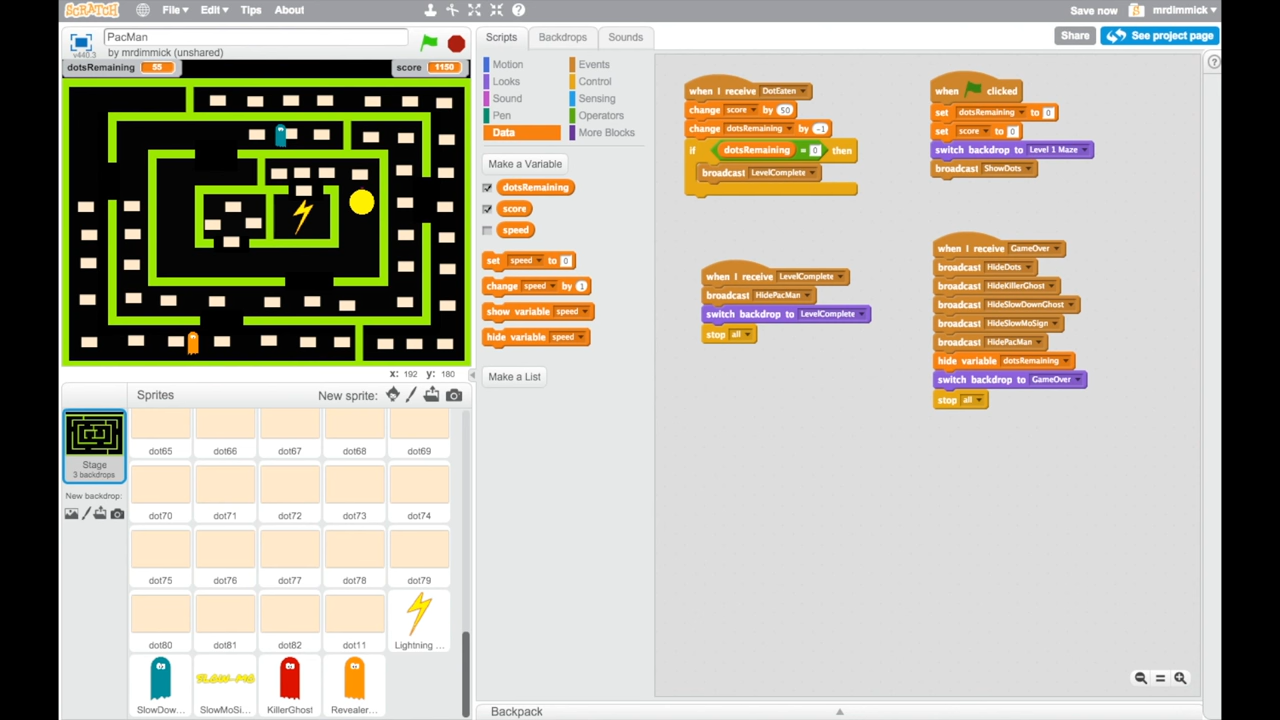 SCRATCH File▾ Edit▾ Tips About Save now mrdimmick▾
PacMan
by mrdimmick (unshared)
v440.3
Scripts Backdrops Sounds
Share See project page
dotsRemaining 55 score 1150
x: 192 y: 180
Motion Events
Looks Control
Sound Sensing
Pen Operators
Data More Blocks
Make a Variable
dotsRemaining
score
speed
set speed to 0
change speed by 1
show variable speed
hide variable speed
Make a List
when I receive DotEaten
change score by 50
change dotsRemaining by -1
if dotsRemaining = 0 then
broadcast LevelComplete
when I receive LevelComplete
broadcast HidePacMan
switch backdrop to LevelComplete
stop all
when clicked
set dotsRemaining to 0
set score to 0
switch backdrop to Level 1 Maze
broadcast ShowDots
when I receive GameOver
broadcast HideDots
broadcast HideKillerGhost
broadcast HideSlowDownGhost
broadcast HideSlowMoSign
broadcast HidePacMan
hide variable dotsRemaining
switch backdrop to GameOver
stop all
Sprites New sprite:
Stage
3 backdrops
New backdrop:
dot65 dot66 dot67 dot68 dot69
dot70 dot71 dot72 dot73 dot74
dot75 dot76 dot77 dot78 dot79
dot80 dot81 dot82 dot11 Lightning ...
SLOW-MO
SlowDow... SlowMoSi... KillerGhost Revealer...
Backpack